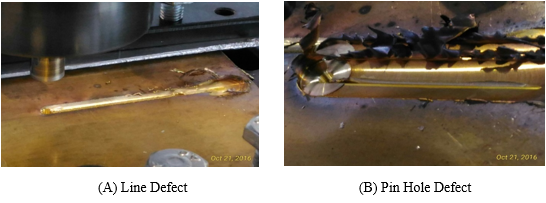 Oct 21, 2016
Oct 21, 2016
(A) Line Defect
(B) Pin Hole Defect